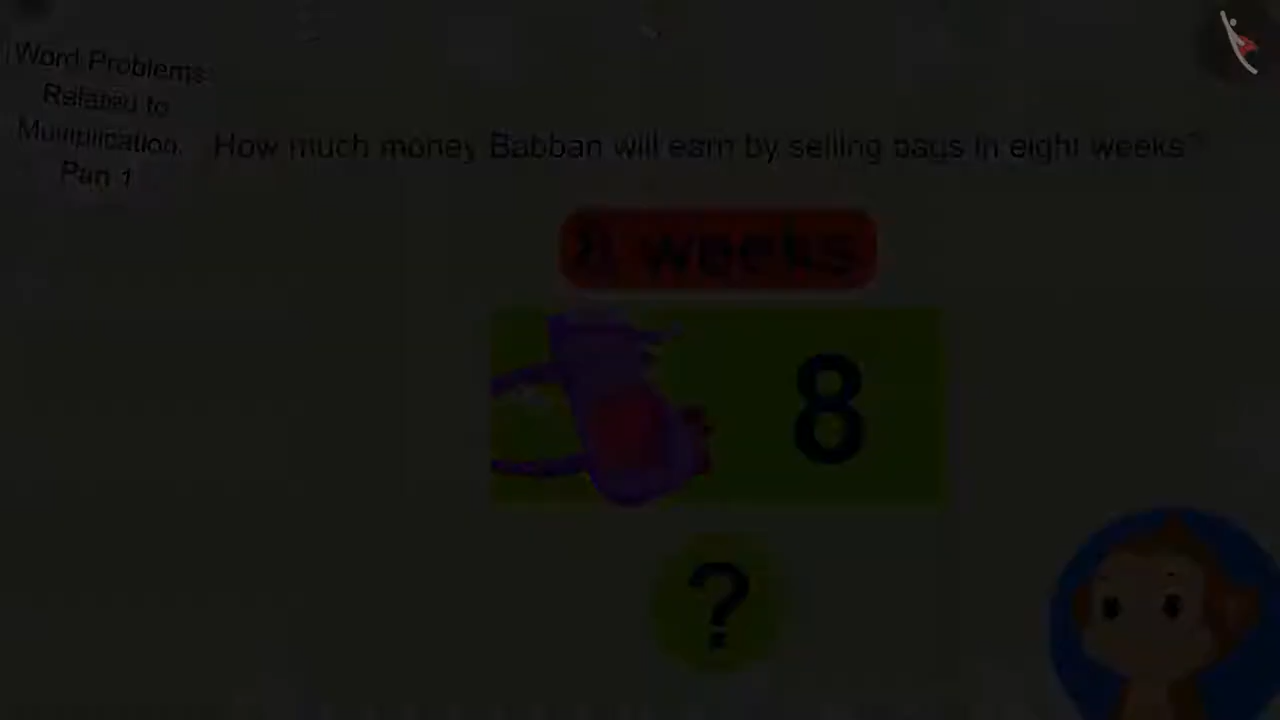 Word Problems
Related to
Multiplication
Part 1
How much money Babban will earn by selling bags in eight weeks?
8 weeks
8
?